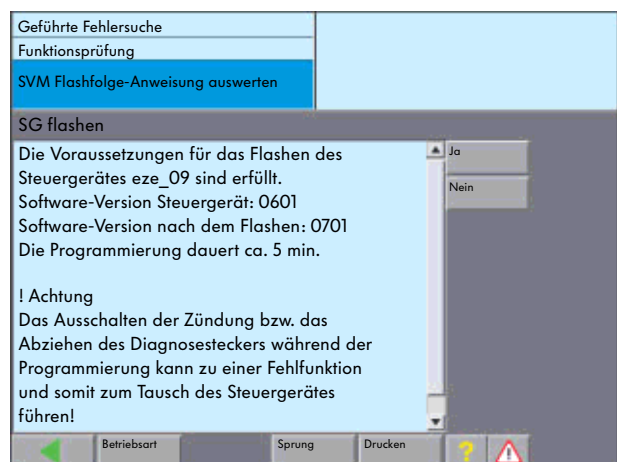 Geführte Fehlersuche
Funktionsprüfung
SVM Flashfolge-Anweisung auswerten
SG flashen
Die Voraussetzungen für das Flashen des
Steuergerätes eze_09 sind erfüllt.
Software-Version Steuergerät: 0601
Software-Version nach dem Flashen: 0701
Die Programmierung dauert ca. 5 min.
! Achtung
Das Ausschalten der Zündung bzw. das
Abziehen des Diagnosesteckers während der
Programmierung kann zu einer Fehlfunktion
und somit zum Tausch des Steuergerätes
führen!
Ja
Nein
Betriebsart
Sprung
Drucken
?
!